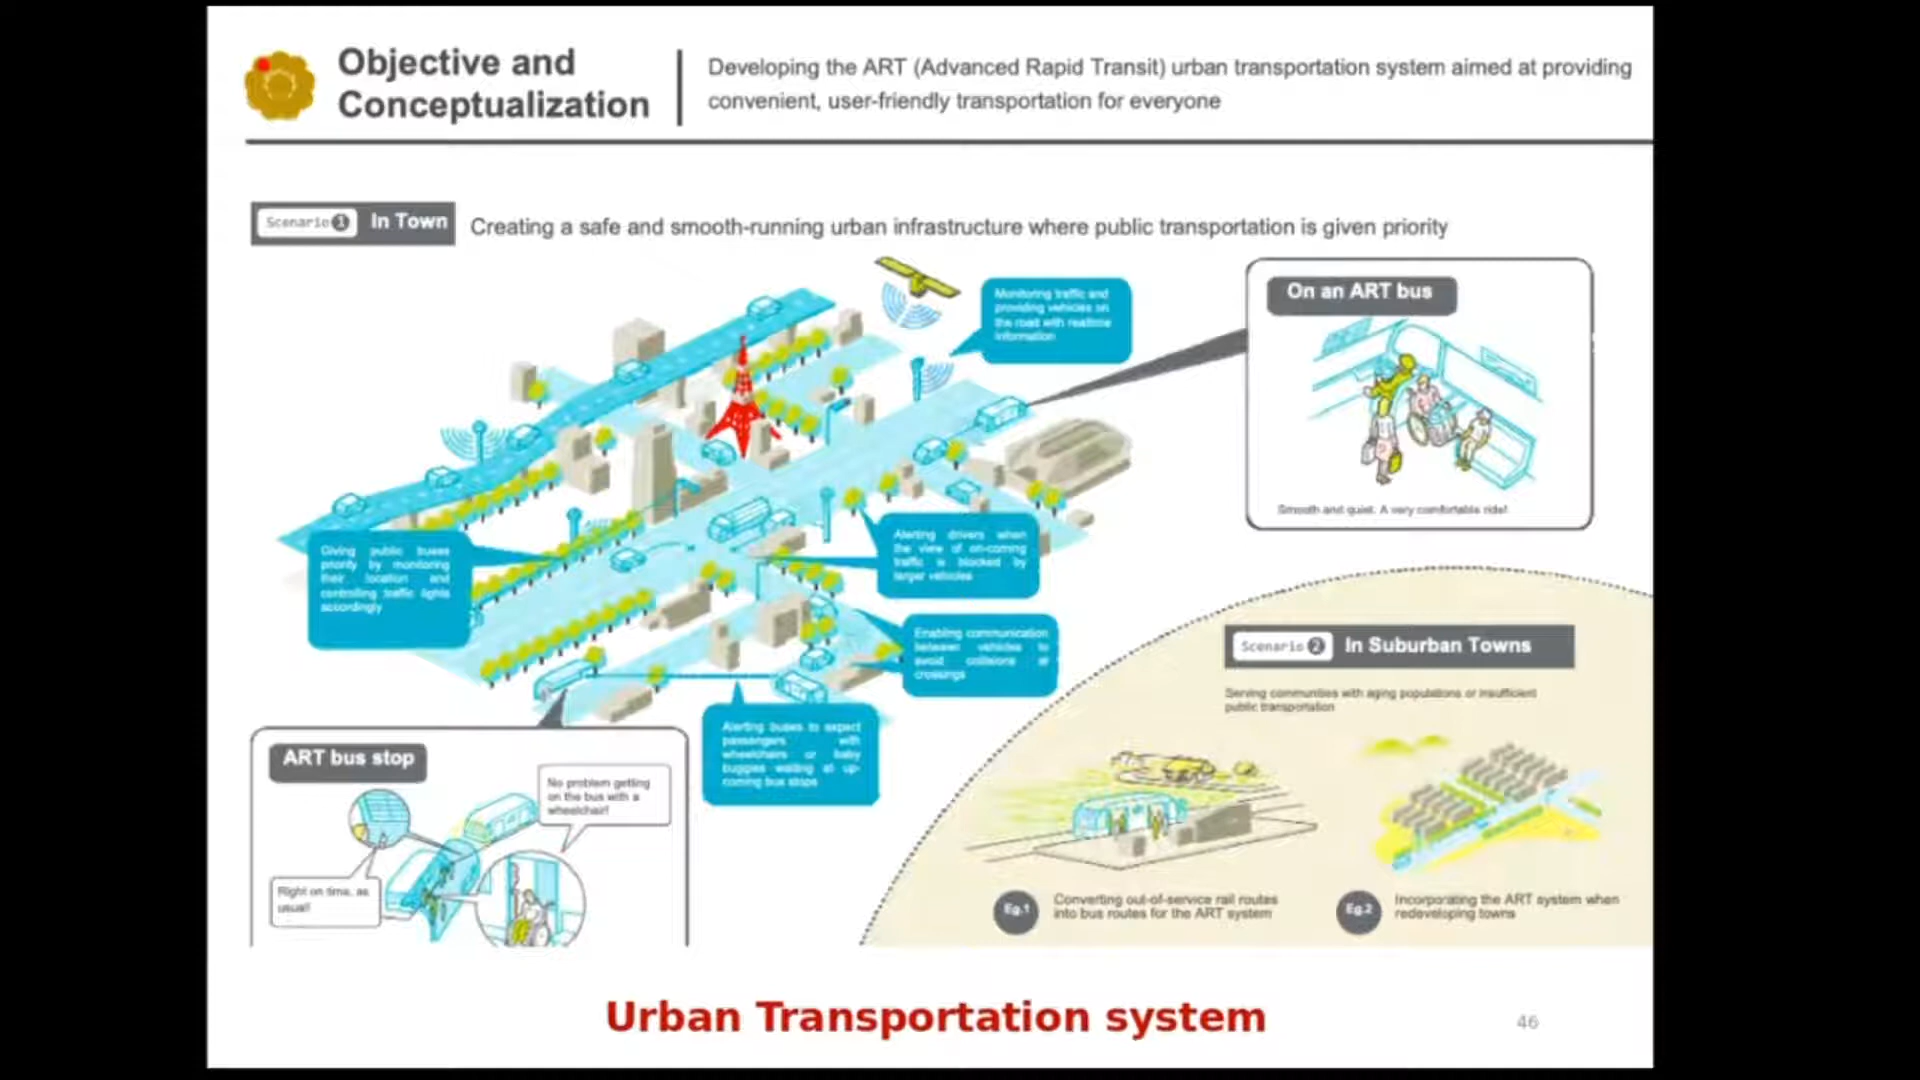 Objective and
Conceptualization
Developing the ART (Advanced Rapid Transit) urban transportation system aimed at providing
convenient, user-friendly transportation for everyone
Scenario 1 In Town
Creating a safe and smooth-running urban infrastructure where public transportation is given priority
Monitoring traffic and
providing vehicles on
the road with realtime
information
On an ART bus
Smooth and quiet. A very comfortable ride!
Giving public buses
priority by monitoring
their location and
controlling traffic lights
accordingly
Alerting drivers when
the view of on-coming
traffic is blocked by
larger vehicles
Enabling communication
between vehicles to
avoid collisions at
crossings
Alerting buses to expect
passengers with
wheelchairs or baby
buggies waiting at up-
coming bus stops
ART bus stop
No problem getting
on the bus with a
wheelchair!
Right on time, as
usual!
Scenario 2 In Suburban Towns
Serving communities with aging populations or insufficient
public transportation
Eg.1
Converting out-of-service rail routes
into bus routes for the ART system
Eg.2
Incorporating the ART system when
redeveloping towns
Urban Transportation system
46